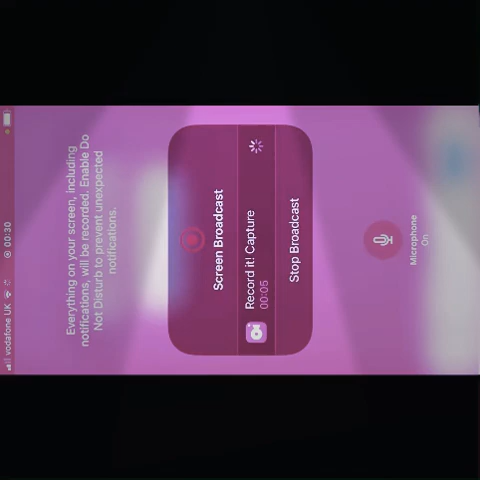 vodafone UK
00:30
Everything on your screen, including
notifications, will be recorded. Enable Do
Not Disturb to prevent unexpected
notifications.
Screen Broadcast
Record it! Capture
00:05
Stop Broadcast
Microphone
On